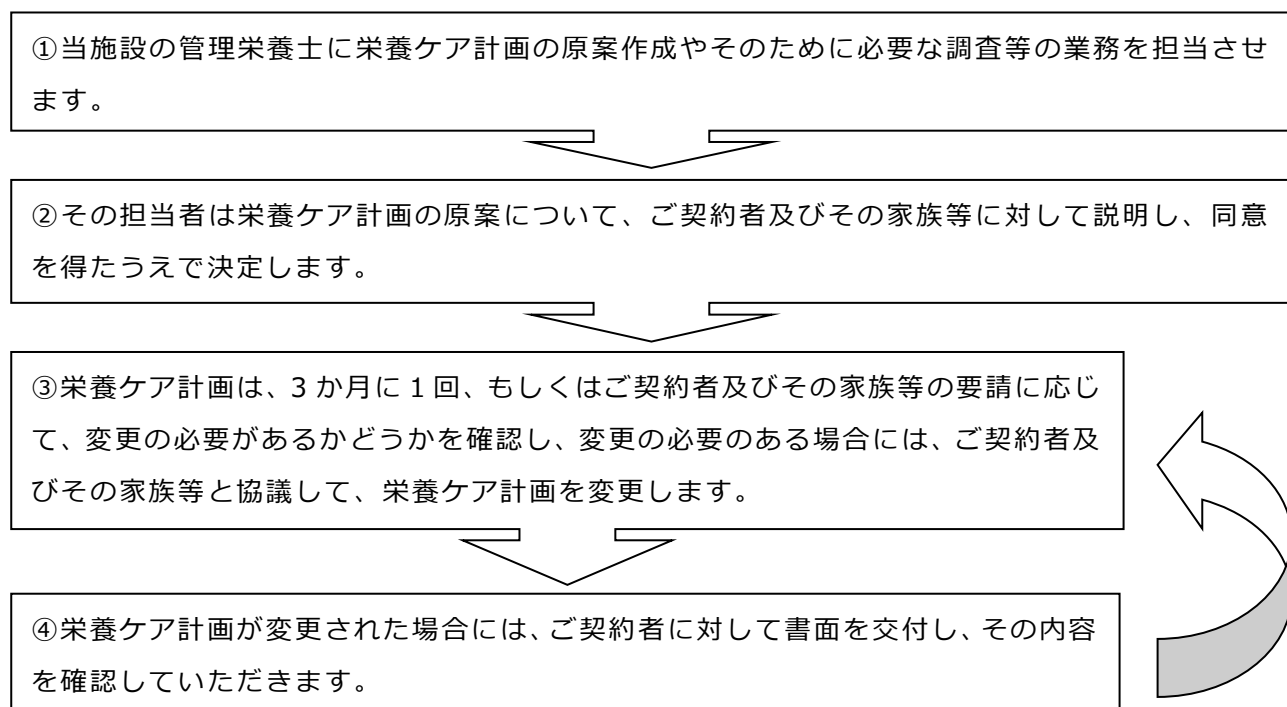 ①当施設の管理栄養士に栄養ケア計画の原案作成やそのために必要な調査等の業務を担当させ
ます。
②その担当者は栄養ケア計画の原案について、ご契約者及びその家族等に対して説明し、同意
を得たうえで決定します。
③栄養ケア計画は、3 か月に 1 回、もしくはご契約者及びその家族等の要請に応じ
て、変更の必要があるかどうかを確認し、変更の必要のある場合には、ご契約者及
びその家族等と協議して、栄養ケア計画を変更します。
④栄養ケア計画が変更された場合には、ご契約者に対して書面を交付し、その内容
を確認していただきます。